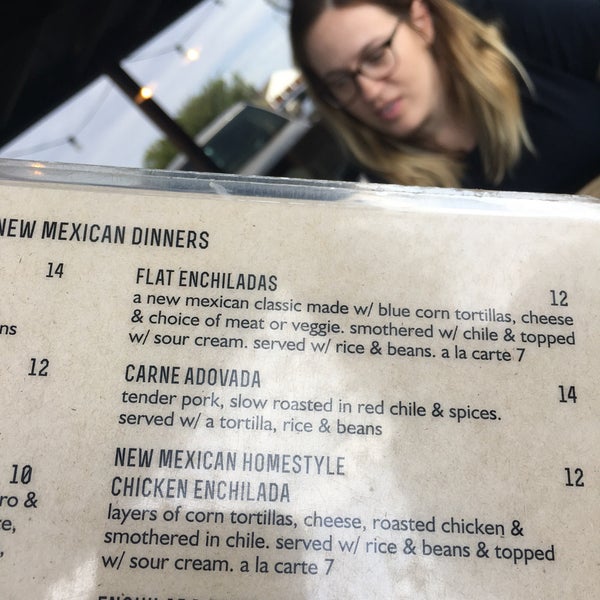 NEW MEXICAN DINNERS
14
ns
12
10
ro &
FLAT ENCHILADAS 12
a new mexican classic made w/ blue corn tortillas, cheese
& choice of meat or veggie. smothered w/ chile & topped
w/ sour cream. served w/ rice & beans. a la carte 7
CARNE ADOVADA 14
tender pork, slow roasted in red chile & spices.
served w/ a tortilla, rice & beans
NEW MEXICAN HOMESTYLE 12
CHICKEN ENCHILADA
layers of corn tortillas, cheese, roasted chicken &
smothered in chile. served w/ rice & beans & topped
w/ sour cream. a la carte 7